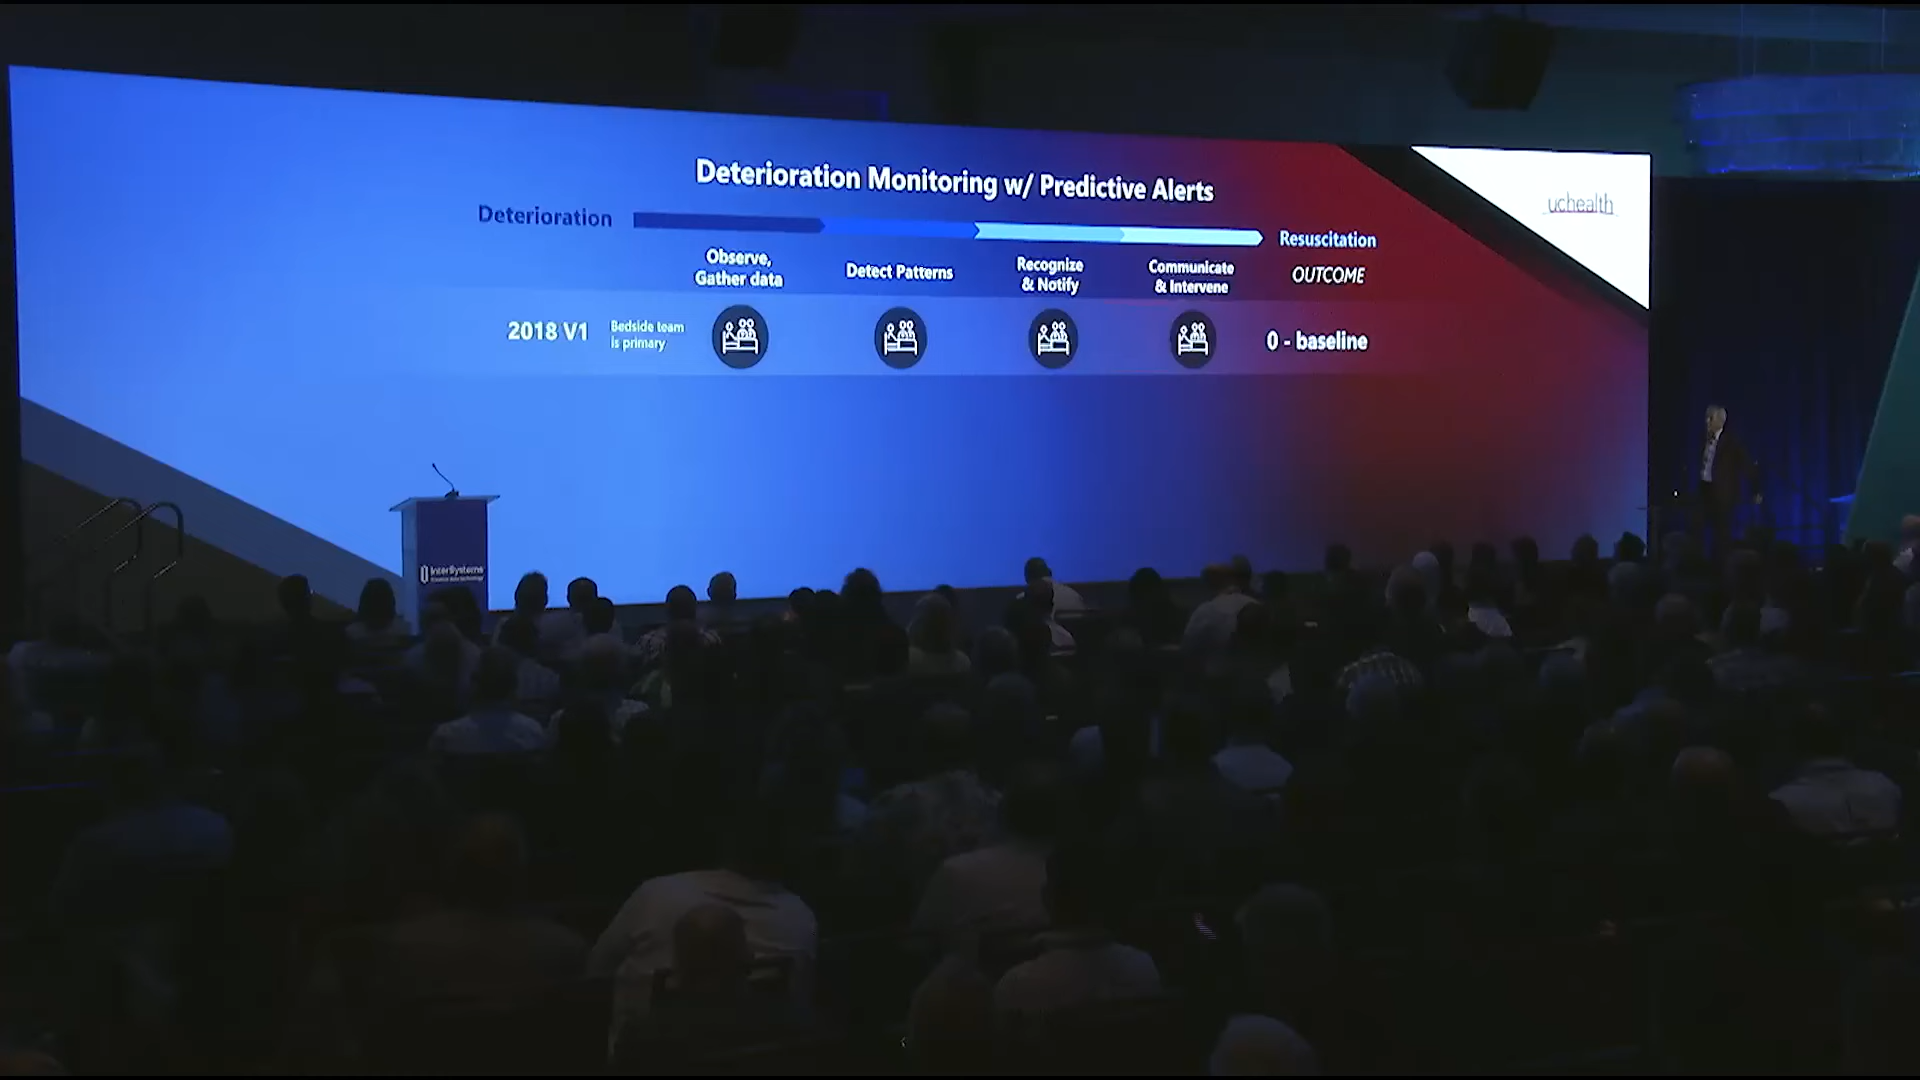 Deterioration Monitoring w/ Predictive Alerts
uchealth
Deterioration
Resuscitation
Observe,
Gather data
Detect Patterns
Recognize
& Notify
Communicate
& Intervene
OUTCOME
2018 V1
Bedside team
is primary
0 - baseline
InterSystems